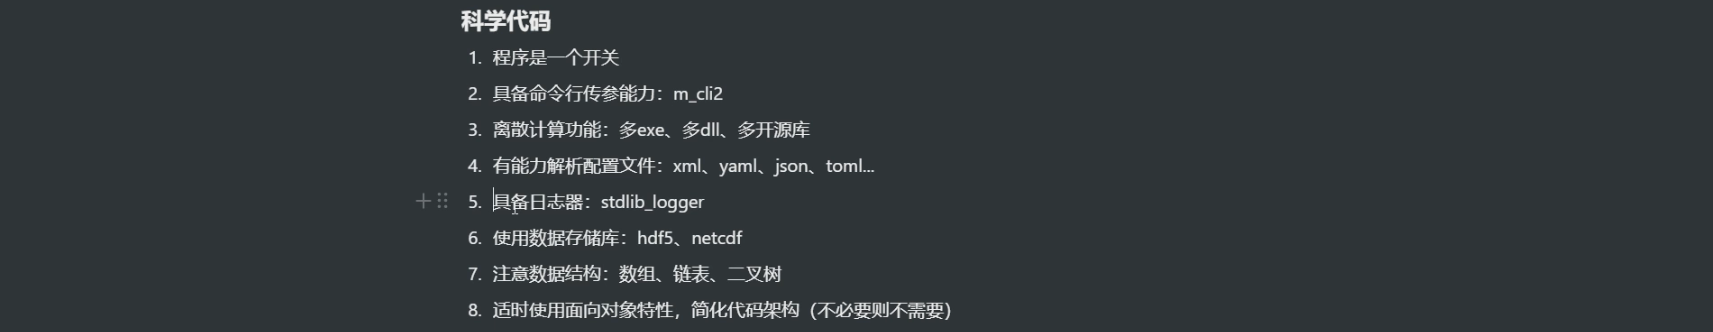 科学代码
1. 程序是一个开关
2. 具备命令行传参能力：m_cli2
3. 离散计算功能：多exe、多dll、多开源库
4. 有能力解析配置文件：xml、yaml、json、toml...
5. 具备日志器：stdlib_logger
6. 使用数据存储库：hdf5、netcdf
7. 注意数据结构：数组、链表、二叉树
8. 适时使用面向对象特性，简化代码架构（不必要则不需要）